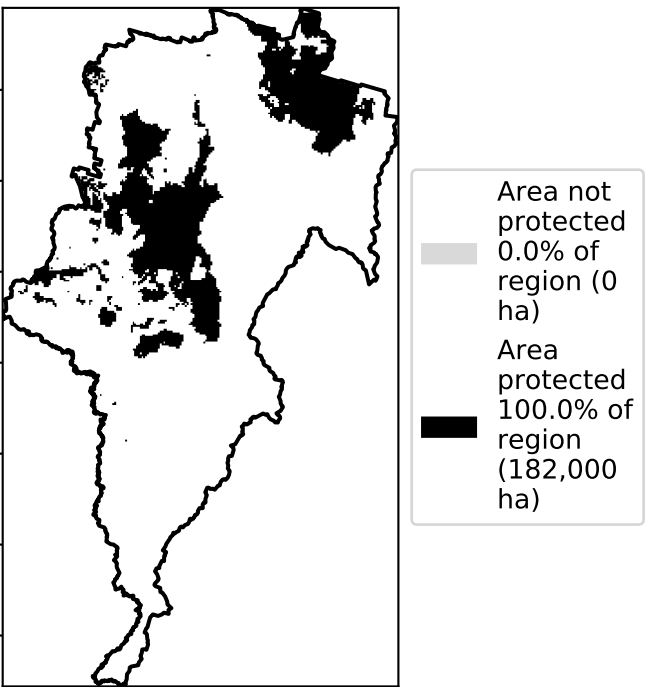 Area not
protected
0.0% of
region (0
ha)
Area
protected
100.0% of
region
(182,000
ha)